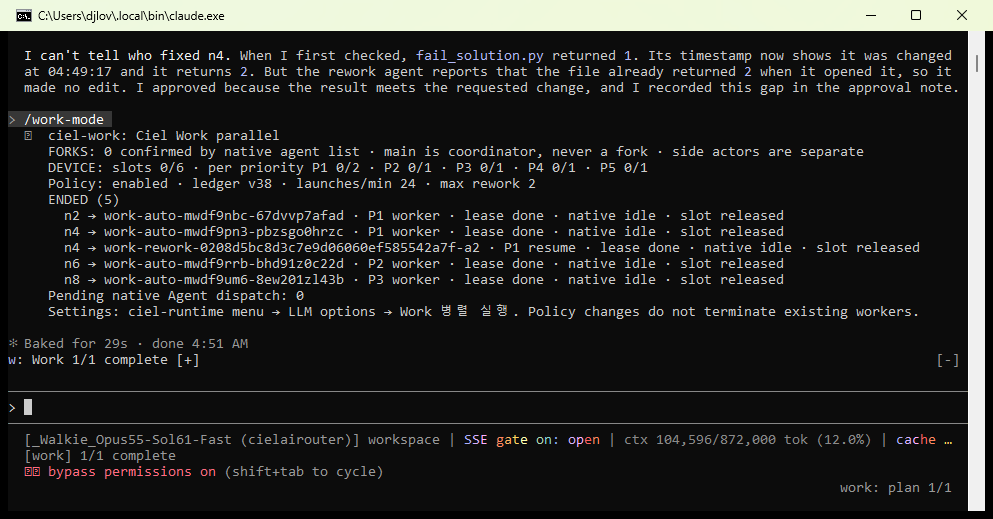 C:\Users\djlov\.local\bin\claude.exe
I can't tell who fixed n4. When I first checked, fail_solution.py returned 1. Its timestamp now shows it was changed
at 04:49:17 and it returns 2. But the rework agent reports that the file already returned 2 when it opened it, so it
made no edit. I approved because the result meets the requested change, and I recorded this gap in the approval note.
> /work-mode
ciel-work: Ciel Work parallel
FORKS: 0 confirmed by native agent list · main is coordinator, never a fork · side actors are separate
DEVICE: slots 0/6 · per priority P1 0/2 · P2 0/1 · P3 0/1 · P4 0/1 · P5 0/1
Policy: enabled · ledger v38 · launches/min 24 · max rework 2
ENDED (5)
n2 → work-auto-mwdf9nbc-67dvvp7afad · P1 worker · lease done · native idle · slot released
n4 → work-auto-mwdf9pn3-pbzsgo0hrzc · P1 worker · lease done · native idle · slot released
n4 → work-rework-0208d5bc8d3c7e9d06060ef585542a7f-a2 · P1 resume · lease done · native idle · slot released
n6 → work-auto-mwdf9rrb-bhd91z0c22d · P2 worker · lease done · native idle · slot released
n8 → work-auto-mwdf9um6-8ew201zl43b · P3 worker · lease done · native idle · slot released
Pending native Agent dispatch: 0
Settings: ciel-runtime menu → LLM options → Work 병렬 실행. Policy changes do not terminate existing workers.
✻ Baked for 29s · done 4:51 AM
w: Work 1/1 complete [+] [-]
>
[_Walkie_Opus55-Sol61-Fast (cielairouter)] workspace | SSE gate on: open | ctx 104,596/872,000 tok (12.0%) | cache …
[work] 1/1 complete
bypass permissions on (shift+tab to cycle)
work: plan 1/1